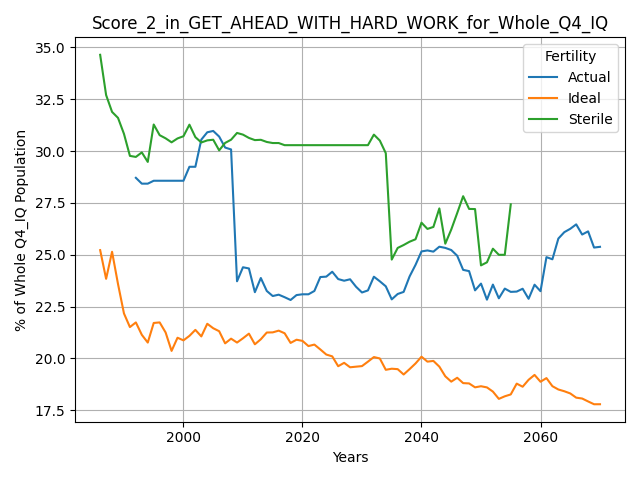 Score_2_in_GET_AHEAD_WITH_HARD_WORK_for_Whole_Q4_IQ
35.0
32.5
30.0
27.5
25.0
22.5
20.0
17.5
% of Whole Q4_IQ Population
Fertility
Actual
Ideal
Sterile
2000
2020
2040
2060
Years